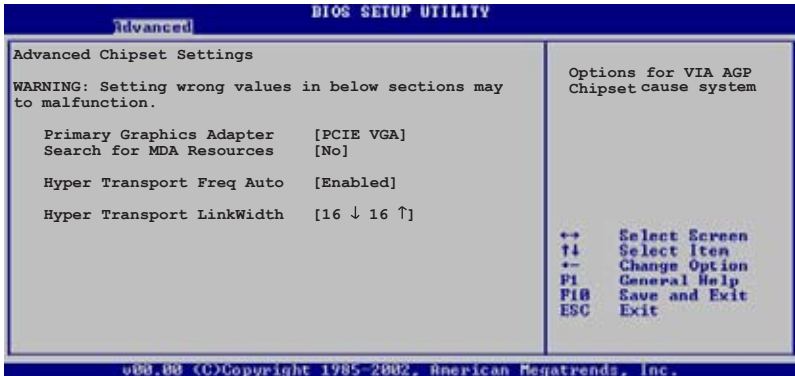 BIOS SETUP UTILITY
Advanced
Advanced Chipset Settings
WARNING: Setting wrong values in below sections may
to malfunction.
Primary Graphics Adapter [PCIE VGA]
Search for MDA Resources [No]
Hyper Transport Freq Auto [Enabled]
Hyper Transport LinkWidth [16 ↓ 16 ↑]
Options for VIA AGP
Chipset cause system
↔ Select Screen
↑↓ Select Item
+- Change Option
F1 General Help
F10 Save and Exit
ESC Exit
v00.00 (C)Copyright 1985-2002, American Megatrends, Inc.